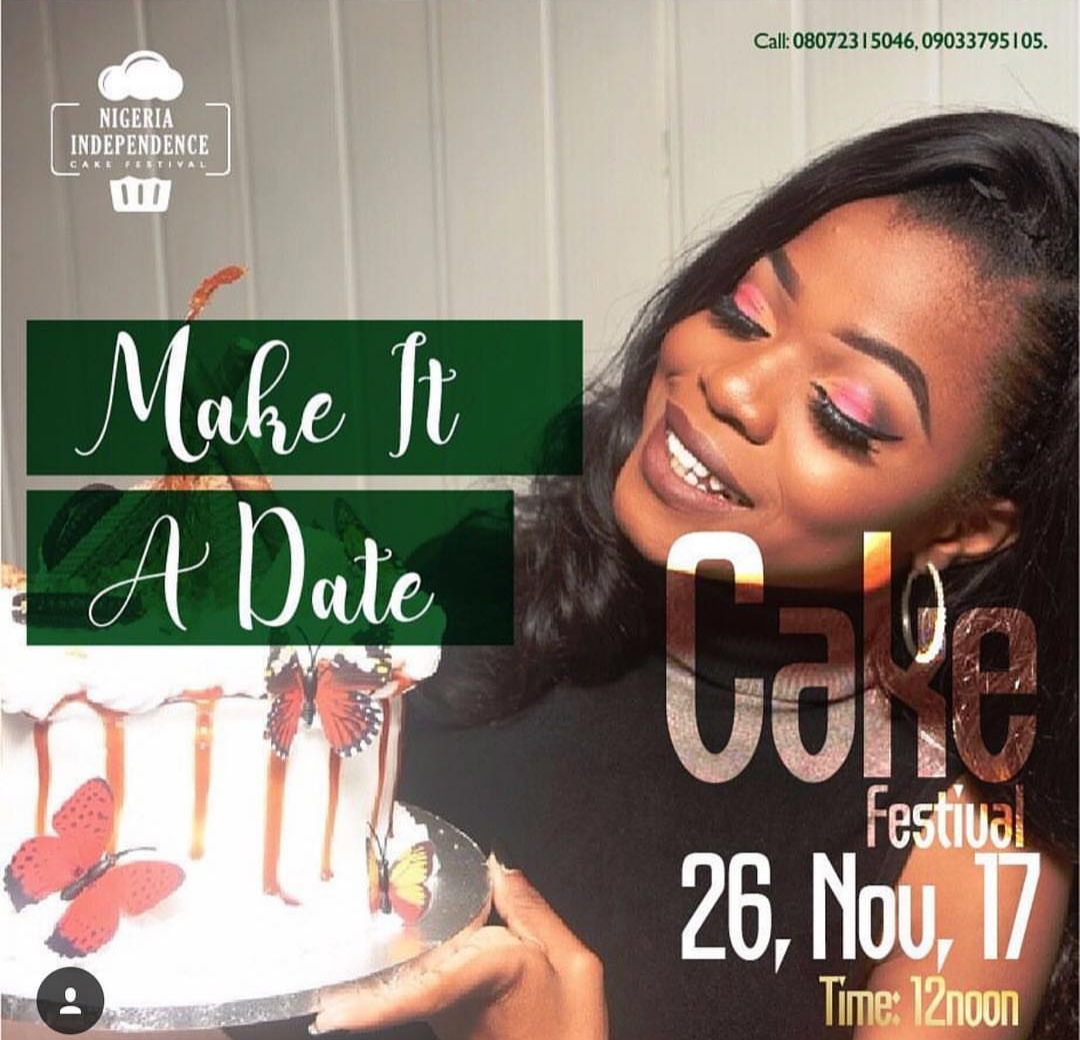 Call: 08072315046, 09033795105.
NIGERIA
INDEPENDENCE
CAKE FESTIVAL
Make It
A Date
Cake
Festival
26, Nov, 17
Time: 12noon